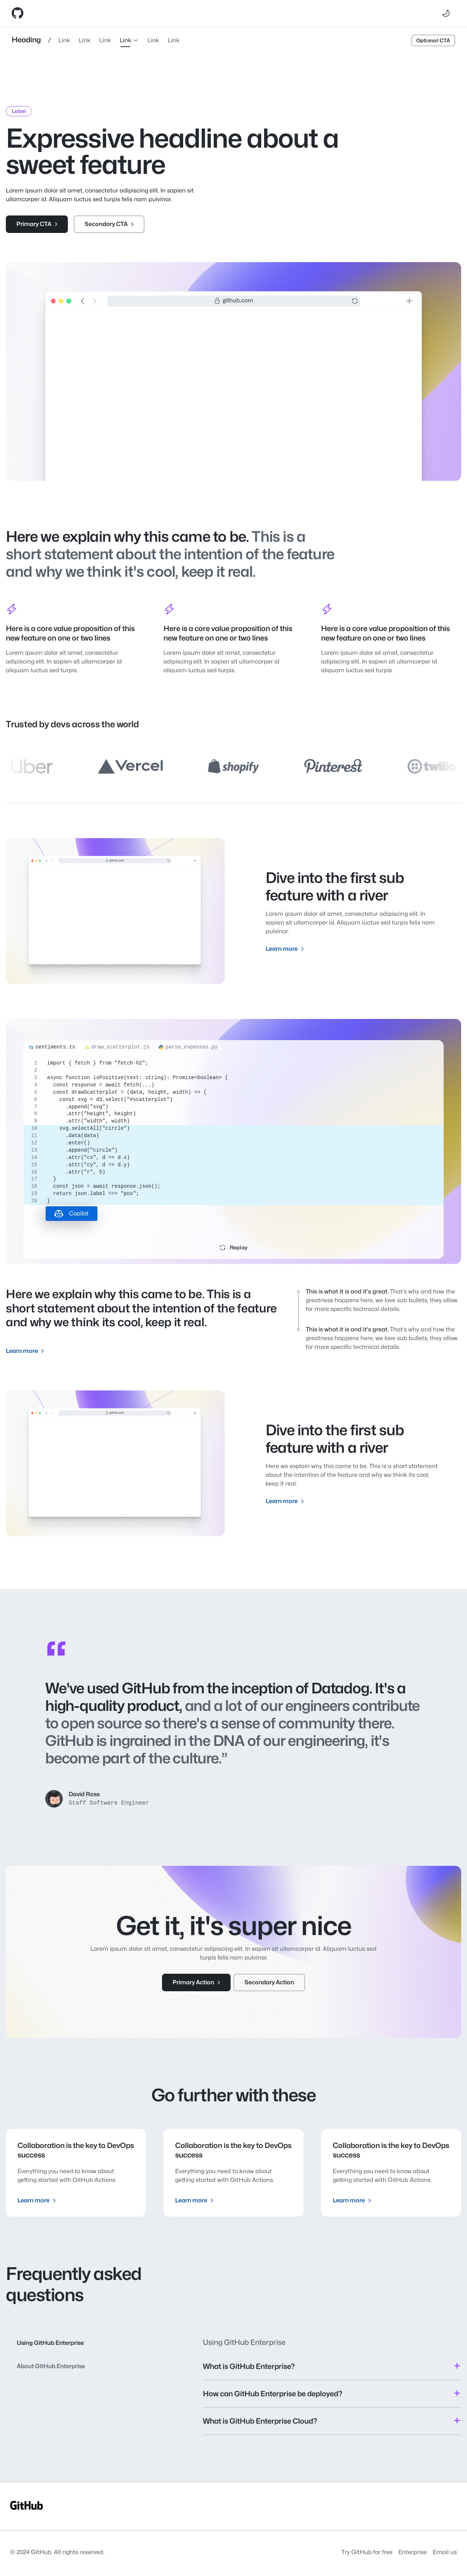 Heading / Link Link Link Link Link Link Optional CTA
Label
Expressive headline about a
sweet feature
Lorem ipsum dolor sit amet, consectetur adipiscing elit. In sapien sit
ullamcorper id. Aliquam luctus sed turpis felis nam pulvinar.
Primary CTA Secondary CTA
github.com
Here we explain why this came to be. This is a
short statement about the intention of the feature
and why we think it's cool, keep it real.
Here is a core value proposition of this
new feature on one or two lines
Lorem ipsum dolor sit amet, consectetur
adipiscing elit. In sapien sit ullamcorper id
aliquam luctus sed turpis.
Here is a core value proposition of this
new feature on one or two lines
Lorem ipsum dolor sit amet, consectetur
adipiscing elit. In sapien sit ullamcorper id
aliquam luctus sed turpis.
Here is a core value proposition of this
new feature on one or two lines
Lorem ipsum dolor sit amet, consectetur
adipiscing elit. In sapien sit ullamcorper id
aliquam luctus sed turpis.
Trusted by devs across the world
Uber Vercel shopify Pinterest twilio
github.com
Dive into the first sub
feature with a river
Lorem ipsum dolor sit amet, consectetur adipiscing elit. In
sapien sit ullamcorper id. Aliquam luctus sed turpis felis nam
pulvinar.
Learn more
TS sentiments.ts draw_scatterplot.js parse_expenses.py
1 import { fetch } from "fetch-h2";
2
3 async function isPositive(text: string): Promise<boolean> {
4 const response = await fetch(...)
5 const drawScatterplot = (data, height, width) => {
6 const svg = d3.select("#scatterplot")
7 .append("svg")
8 .attr("height", height)
9 .attr("width", width)
10 svg.selectAll("circle")
11 .data(data)
12 .enter()
13 .append("circle")
14 .attr("cx", d => d.x)
15 .attr("cy", d => d.y)
16 .attr("r", 5)
17 }
18 const json = await response.json();
19 return json.label === "pos";
20 }
Copilot
Replay
Here we explain why this came to be. This is a
short statement about the intention of the feature
and why we think its cool, keep it real.
Learn more
This is what it is and it's great. That's why and how the
greatness happens here, we love sub bullets, they allow
for more specific technical details.
This is what it is and it's great. That's why and how the
greatness happens here, we love sub bullets, they allow
for more specific technical details.
github.com
Dive into the first sub
feature with a river
Here we explain why this came to be. This is a short statement
about the intention of the feature and why we think its cool,
keep it real.
Learn more
“
We've used GitHub from the inception of Datadog. It's a
high-quality product, and a lot of our engineers contribute
to open source so there's a sense of community there.
GitHub is ingrained in the DNA of our engineering, it's
become part of the culture.”
David Ross
Staff Software Engineer
Get it, it's super nice
Lorem ipsum dolor sit amet, consectetur adipiscing elit. In sapien sit ullamcorper id. Aliquam luctus sed
turpis felis nam pulvinar.
Primary Action Secondary Action
Go further with these
Collaboration is the key to DevOps
success
Everything you need to know about
getting started with GitHub Actions.
Learn more
Collaboration is the key to DevOps
success
Everything you need to know about
getting started with GitHub Actions.
Learn more
Collaboration is the key to DevOps
success
Everything you need to know about
getting started with GitHub Actions.
Learn more
Frequently asked
questions
Using GitHub Enterprise
About GitHub Enterprise
Using GitHub Enterprise
What is GitHub Enterprise?
How can GitHub Enterprise be deployed?
What is GitHub Enterprise Cloud?
GitHub
© 2024 GitHub. All rights reserved. Try GitHub for free Enterprise Email us